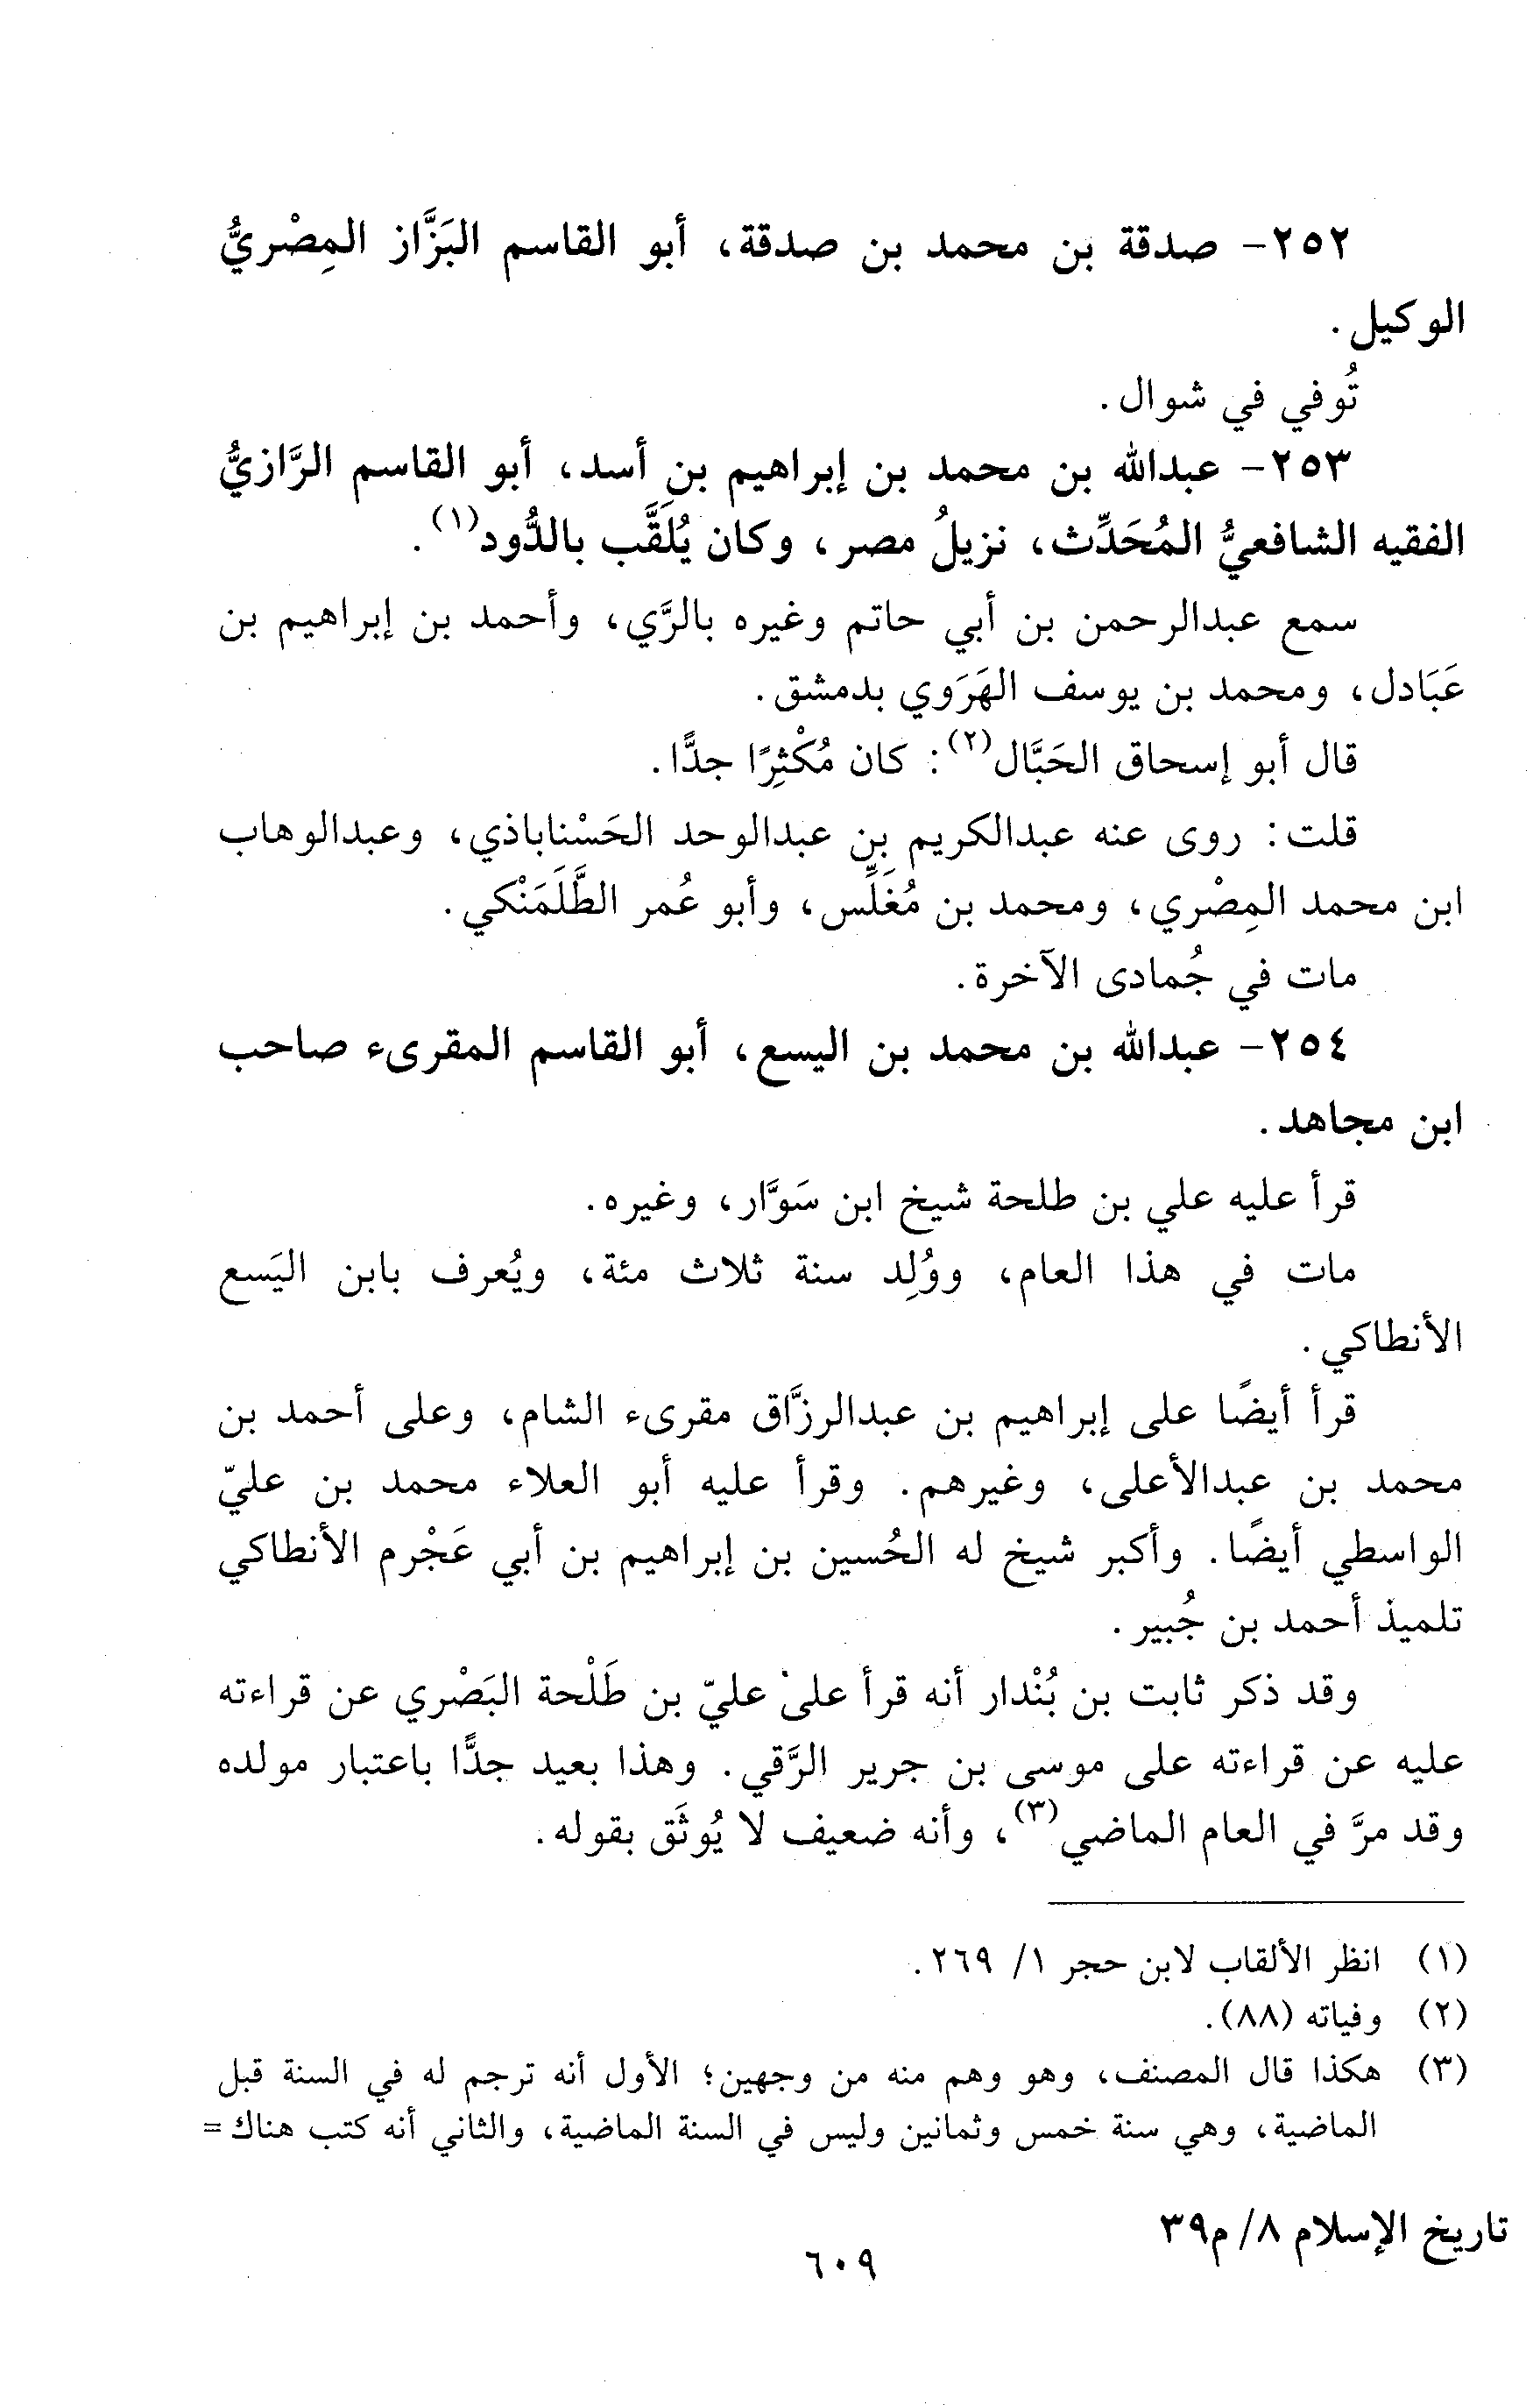 ٢٥٢- صدقة بن محمد بن صدقة، أبو القاسم البَزَّاز المِصْريُّ
الوكيل.
تُوفي في شوال.
٢٥٣- عبدالله بن محمد بن إبراهيم بن أسد، أبو القاسم الرَّازيُّ
الفقيه الشافعيُّ المُحَدِّث، نزيلُ مصر، وكان يُلَقَّب بالدُّود(١).
سمع عبدالرحمن بن أبي حاتم وغيره بالرَّي، وأحمد بن إبراهيم بن
عَبَادل، ومحمد بن يوسف الهَرَوي بدمشق.
قال أبو إسحاق الحَبَّال(٢): كان مُكْثِرًا جدًّا.
قلت: روى عنه عبدالكريم بن عبدالوحد الحَسْناباذي، وعبدالوهاب
ابن محمد المِصْري، ومحمد بن مُغَلِّس، وأبو عُمر الطَّلَمَنْكي.
مات في جُمادى الآخرة.
٢٥٤- عبدالله بن محمد بن اليسع، أبو القاسم المقرىء صاحب
ابن مجاهد.
قرأ عليه علي بن طلحة شيخ ابن سَوَّار، وغيره.
مات في هذا العام، ووُلِد سنة ثلاث مئة، ويُعرف بابن اليَسع
الأنطاكي.
قرأ أيضًا على إبراهيم بن عبدالرزَّاق مقرىء الشام، وعلى أحمد بن
محمد بن عبدالأعلى، وغيرهم. وقرأ عليه أبو العلاء محمد بن عليّ
الواسطي أيضًا. وأكبر شيخ له الحُسين بن إبراهيم بن أبي عَجْرم الأنطاكي
تلميذ أحمد بن جُبير.
وقد ذكر ثابت بن بُنْدار أنه قرأ على عليّ بن طَلْحة البَصْري عن قراءته
عليه عن قراءته على موسى بن جرير الرَّقي. وهذا بعيد جدًّا باعتبار مولده
وقد مرَّ في العام الماضي(٣)، وأنه ضعيف لا يُوثَق بقوله.
(١) انظر الألقاب لابن حجر ١/ ٢٦٩.
(٢) وفياته (٨٨).
(٣) هكذا قال المصنف، وهو وهم منه من وجهين؛ الأول أنه ترجم له في السنة قبل
الماضية، وهي سنة خمس وثمانين وليس في السنة الماضية، والثاني أنه كتب هناك =
تاريخ الإسلام ٨/ م٣٩
٦٠٩